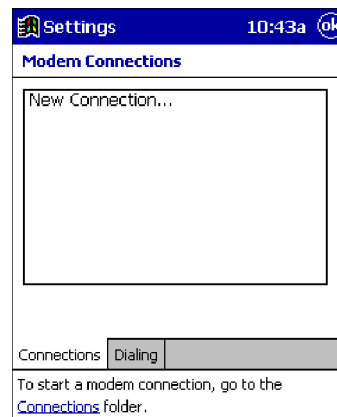 Settings 10:43a ok
Modem Connections
New Connection...
Connections Dialing
To start a modem connection, go to the
Connections folder.